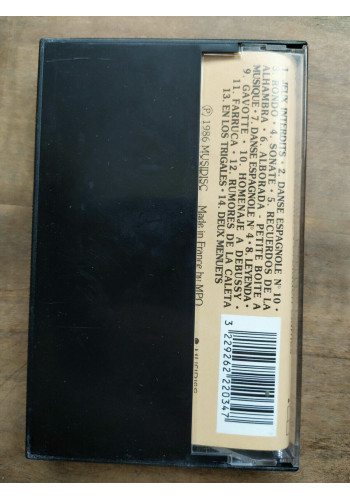 1. JEUX INTERDITS • 2. DANSE ESPAGNOLE N° 10 •
3. RONDO • 4. SONATE • 5. RECUERDOS DE LA
ALHAMBRA • 6. ALBORADA - PETITE BOITE A
MUSIQUE • 7. DANSE ESPAGNOLE N° 4 • 8. LEYENDA •
9. GAVOTTE • 10. HOMENAJE A DEBUSSY •
11. FARRUCA • 12. RUMORES DE LA CALETA
13. EN LOS TRIGALES • 14. DEUX MENUETS
Ⓟ 1986 MUSIDISC Made in France by MPO
3 229262 220347